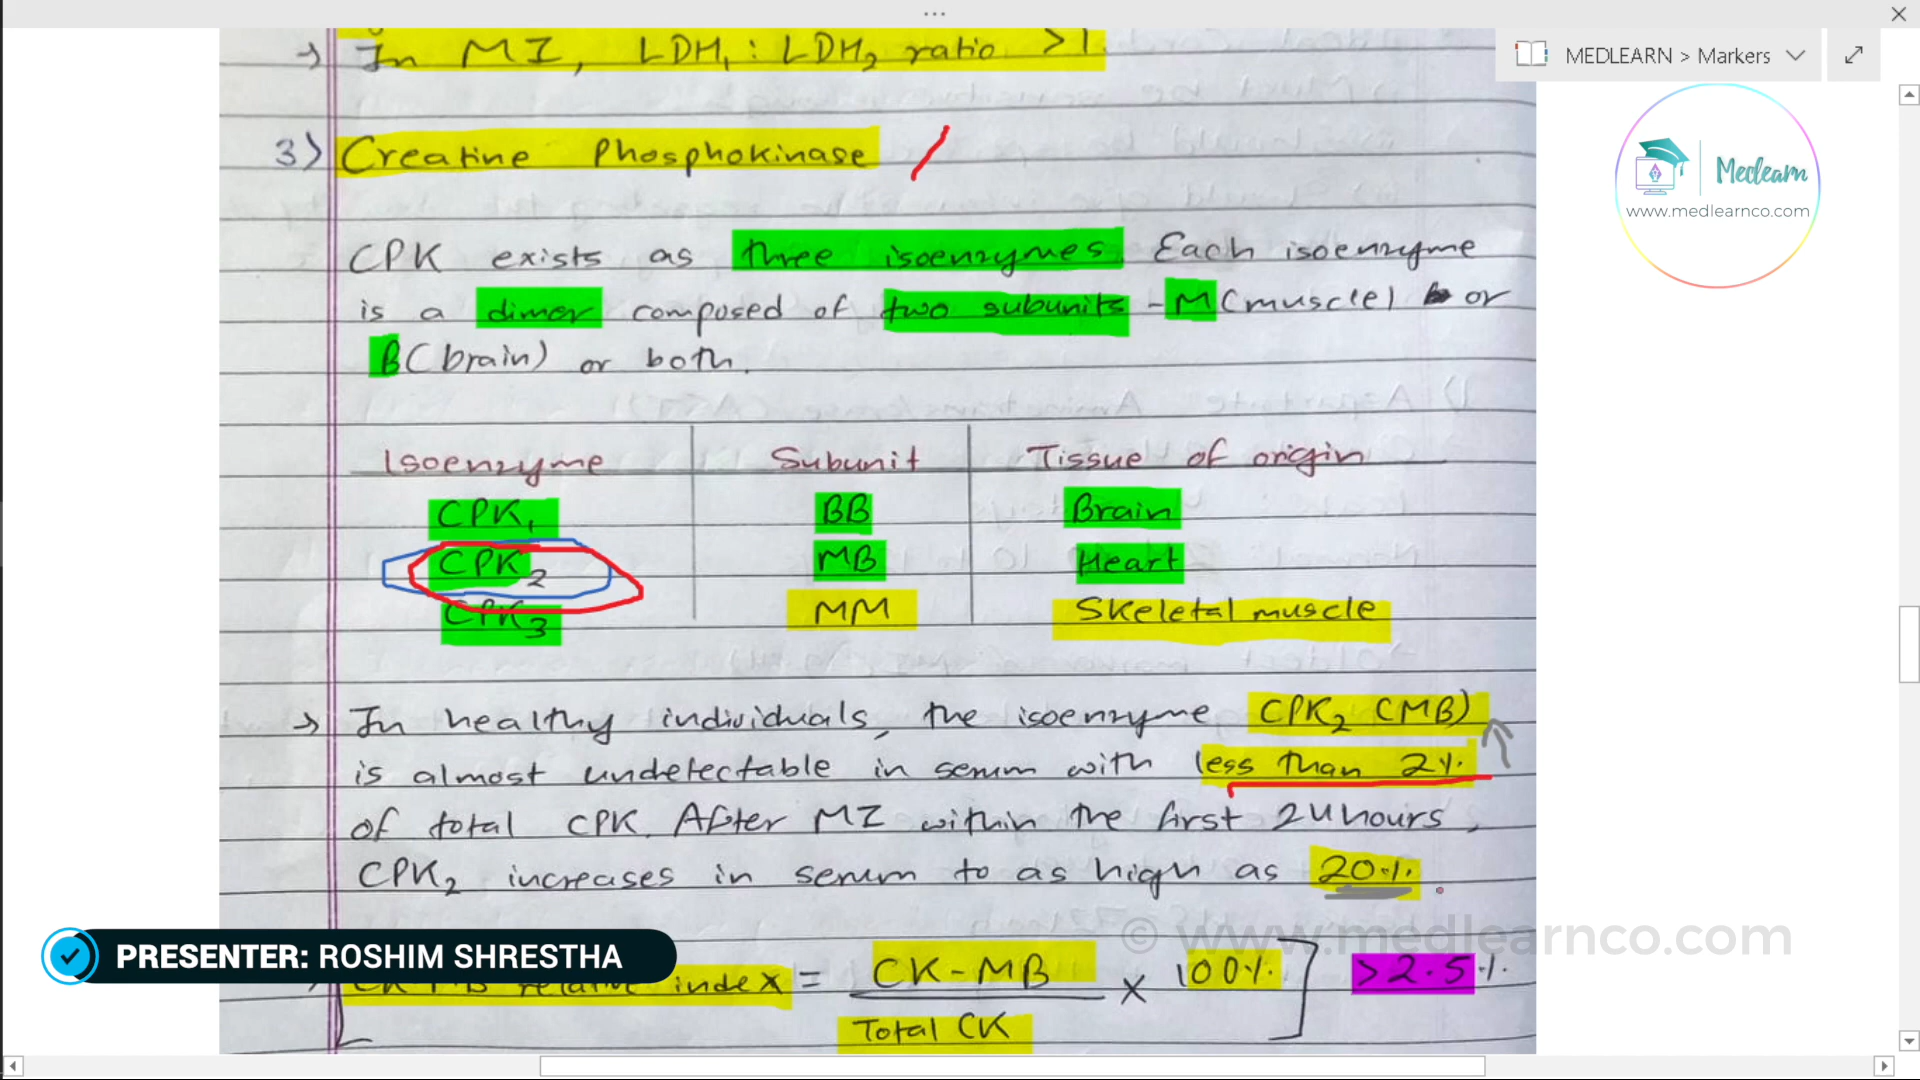 → In MI, LDH₁ : LDH₂ ratio >1.
MEDLEARN > Markers
Medlearn
www.medlearnco.com
3) Creatine Phosphokinase
CPK exists as three isoenzymes. Each isoenzyme
is a dimer composed of two subunits - M (muscle) or
B (brain) or both.
Isoenzyme Subunit Tissue of origin
CPK₁ BB Brain
CPK₂ MB Heart
CPK₃ MM Skeletal muscle
→ In healthy individuals, the isoenzyme CPK₂ (MB)
is almost undetectable in serum with less than 2%
of total CPK. After MI within the first 24 hours,
CPK₂ increases in serum to as high as 20%.
© www.medlearnco.com
PRESENTER: ROSHIM SHRESTHA
CK-MB relative index = CK-MB × 100% >2.5%
Total CK